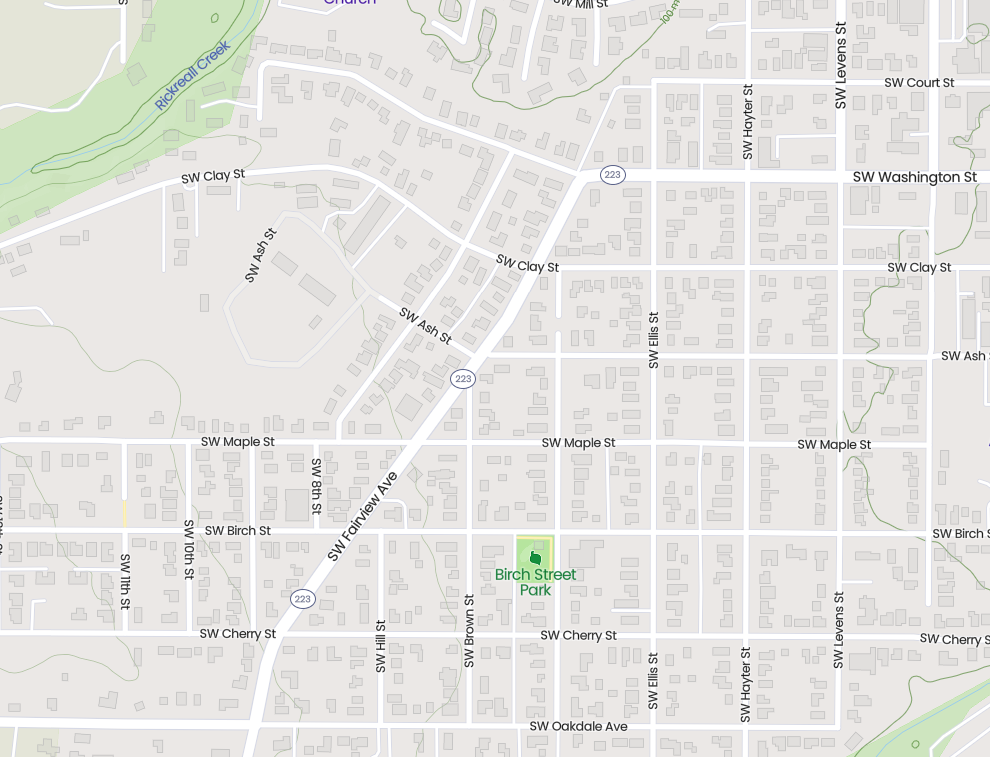 Church
SW Mill St
100 m
Rickreall Creek
SW Levens St
SW Court St
SW Hayter St
SW Clay St
223
SW Washington St
SW Ash St
SW Clay St
SW Clay St
SW Ash St
SW Ellis St
SW Ash
223
SW Maple St
SW Maple St
SW Maple St
SW 8th St
SW Fairview Ave
SW Birch St
SW 10th St
SW Birch S
SW 11th St
Birch Street
Park
223
SW Cherry St
SW Brown St
SW Hill St
SW Cherry St
SW Levens St
SW Cherry S
SW Ellis St
SW Hayter St
SW Oakdale Ave